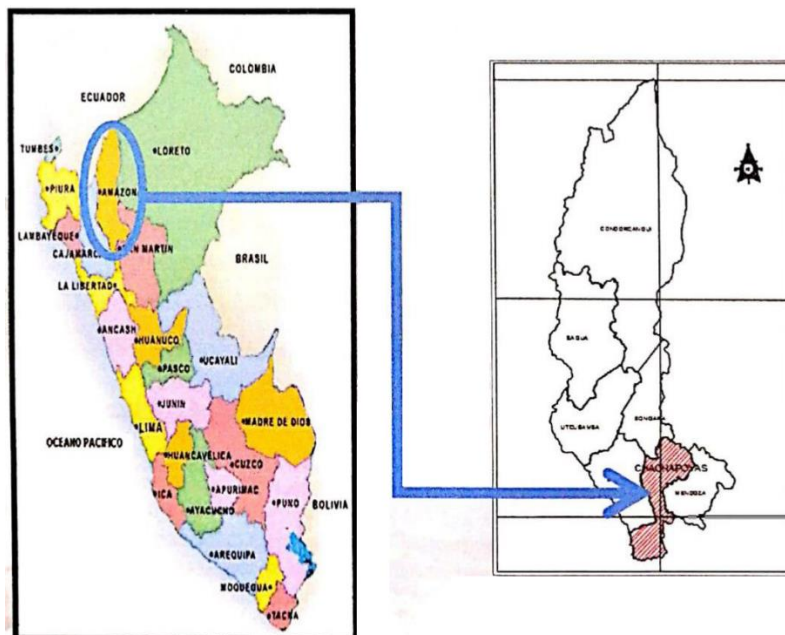 COLOMBIA
ECUADOR
TUMBES
LORETO
PIURA
AMAZON
LAMBAYEQUE
CAJAMARC
SAN MARTIN
BRASIL
LA LIBERTAD
ANCASH
HUANUCO
UCAYALI
PASCO
JUNIN
LIMA
MADRE DE DIOS
OCEANO PACIFICO
HUANCAVELICA
CUZCO
ICA
APURIMAC
PUNO
BOLIVIA
AYACUCHO
AREQUIPA
MOQUEGUA
TACNA
CONDORCANQUI
BAGUA
UTCUBAMBA
BONGARA
CHACHAPOYAS
MENDOZA